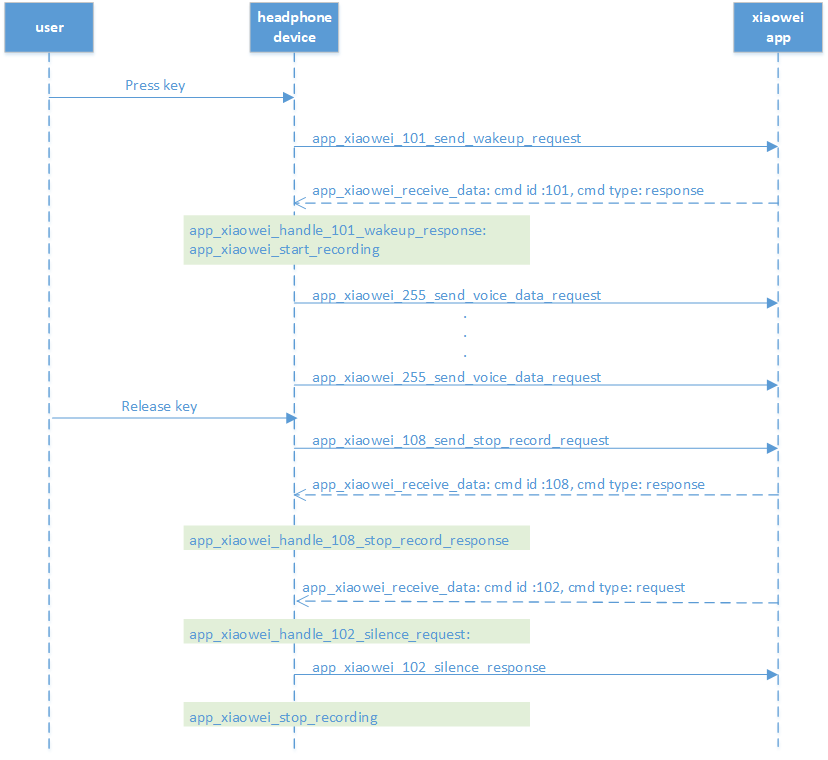 user
headphone
device
xiaowei
app
Press key
app_xiaowei_101_send_wakeup_request
app_xiaowei_receive_data: cmd id :101, cmd type: response
app_xiaowei_handle_101_wakeup_response:
app_xiaowei_start_recording
app_xiaowei_255_send_voice_data_request
.
.
.
app_xiaowei_255_send_voice_data_request
Release key
app_xiaowei_108_send_stop_record_request
app_xiaowei_receive_data: cmd id :108, cmd type: response
app_xiaowei_handle_108_stop_record_response
app_xiaowei_receive_data: cmd id :102, cmd type: request
app_xiaowei_handle_102_silence_request:
app_xiaowei_102_silence_response
app_xiaowei_stop_recording